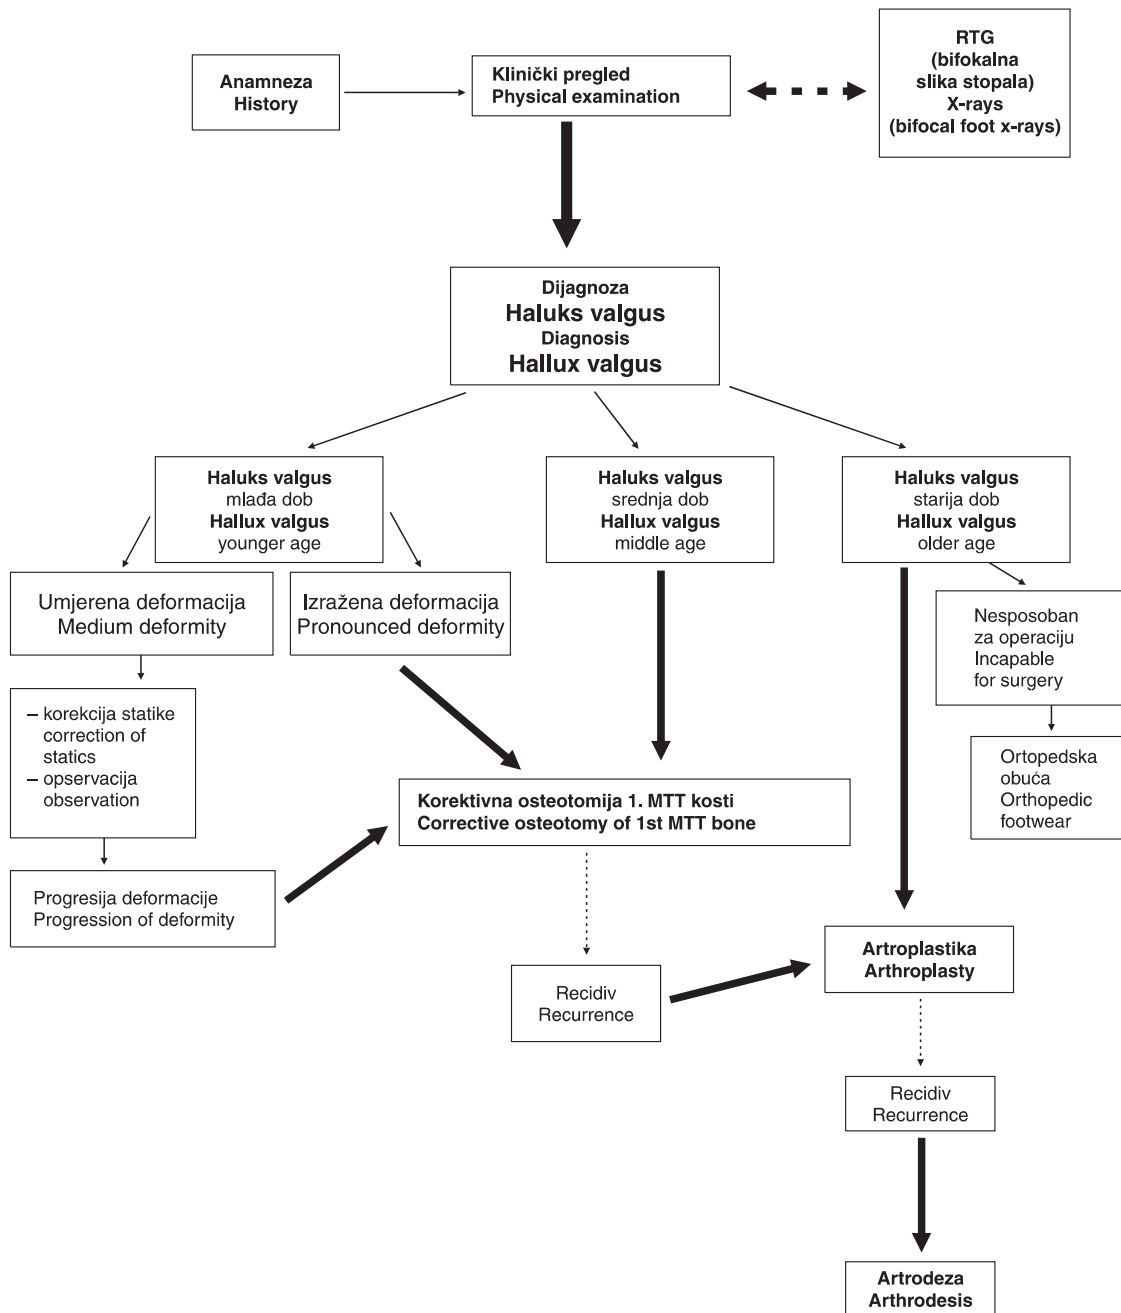 Anamneza
History
Klinički pregled
Physical examination
RTG
(bifokalna
slika stopala)
X-rays
(bifocal foot x-rays)
Dijagnoza
Haluks valgus
Diagnosis
Hallux valgus
Haluks valgus
mlađa dob
Hallux valgus
younger age
Haluks valgus
srednja dob
Hallux valgus
middle age
Haluks valgus
starija dob
Hallux valgus
older age
Umjerena deformacija
Medium deformity
Izražena deformacija
Pronounced deformity
Nesposoban
za operaciju
Incapable
for surgery
– korekcija statike
correction of
statics
– opservacija
observation
Ortopedska
obuća
Orthopedic
footwear
Korektivna osteotomija 1. MTT kosti
Corrective osteotomy of 1st MTT bone
Progresija deformacije
Progression of deformity
Recidiv
Recurrence
Artroplastika
Arthroplasty
Recidiv
Recurrence
Artrodeza
Arthrodesis